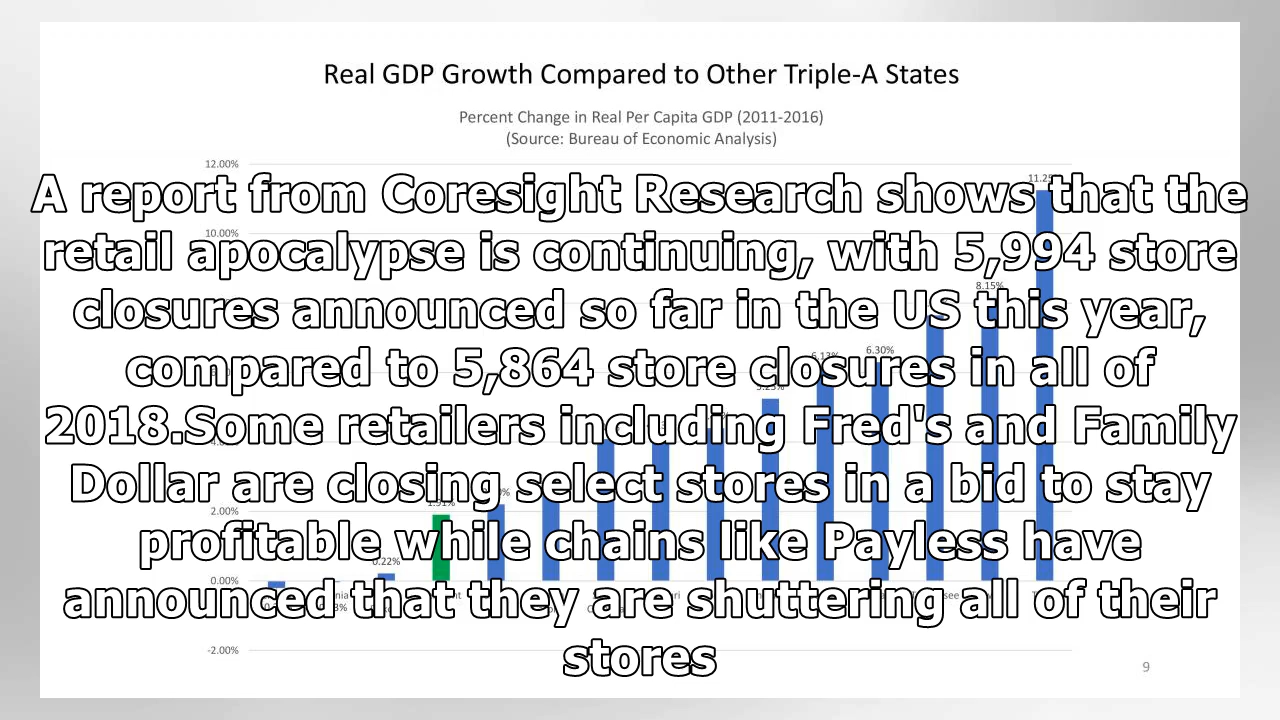 Real GDP Growth Compared to Other Triple-A States
Percent Change in Real Per Capita GDP (2011-2016)
(Source: Bureau of Economic Analysis)
12.00%
A report from Coresight Research shows that the
10.00%
retail apocalypse is continuing, with 5,994 store
8.15%
closures announced so far in the US this year,
6.13%
6.30%
compared to 5,864 store closures in all of
2018.Some retailers including Fred's and Family
Dollar are closing select stores in a bid to stay
2.00%
profitable while chains like Payless have
0.22%
0.00%
announced that they are shuttering all of their
stores
-2.00%
9